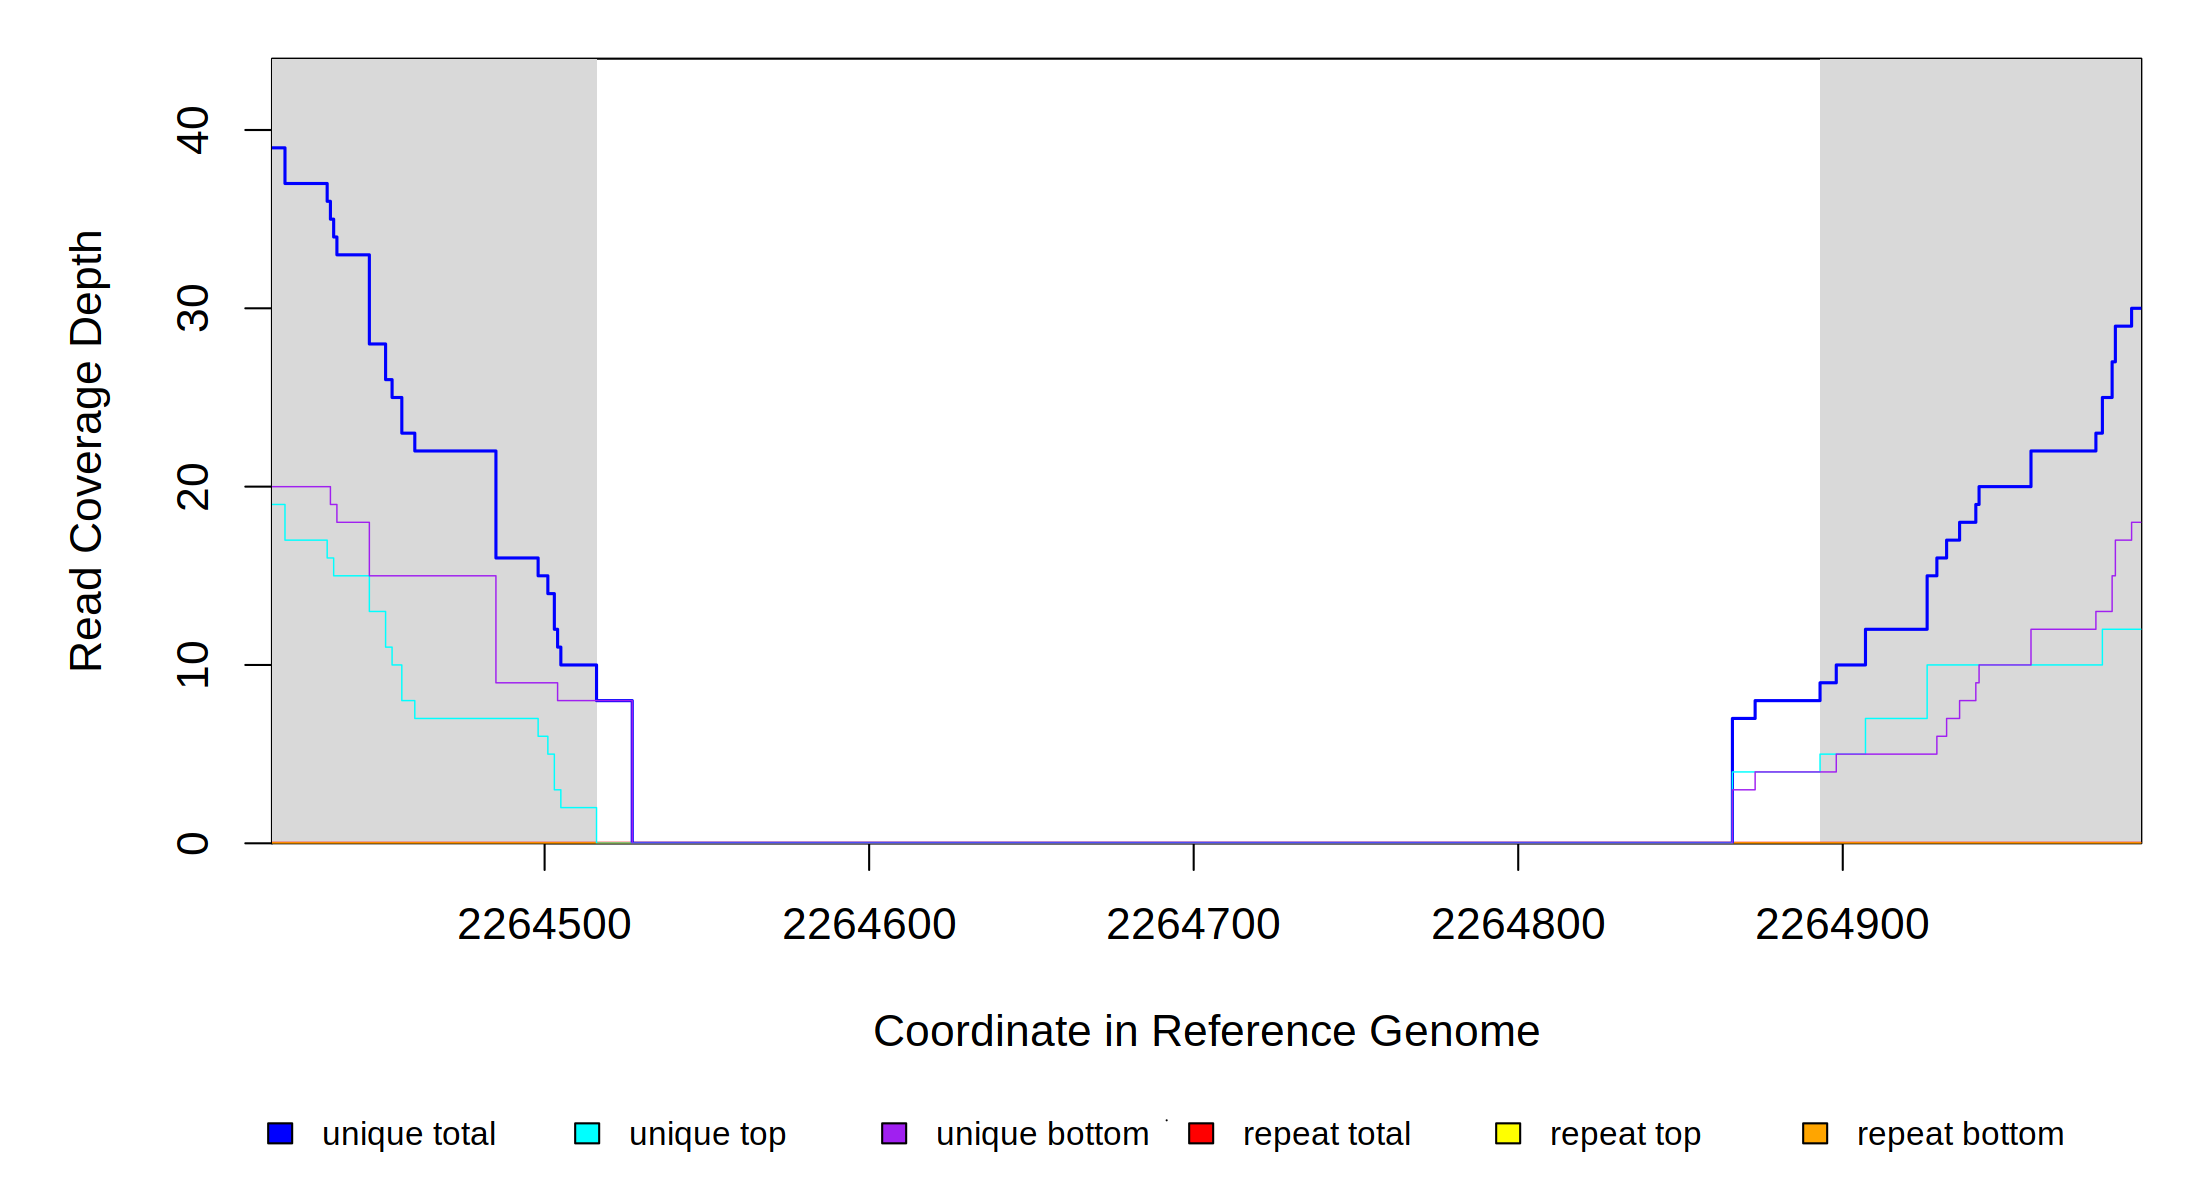 40
30
20
10
0
Read Coverage Depth
2264500 2264600 2264700 2264800 2264900
Coordinate in Reference Genome
unique total unique top unique bottom repeat total repeat top repeat bottom